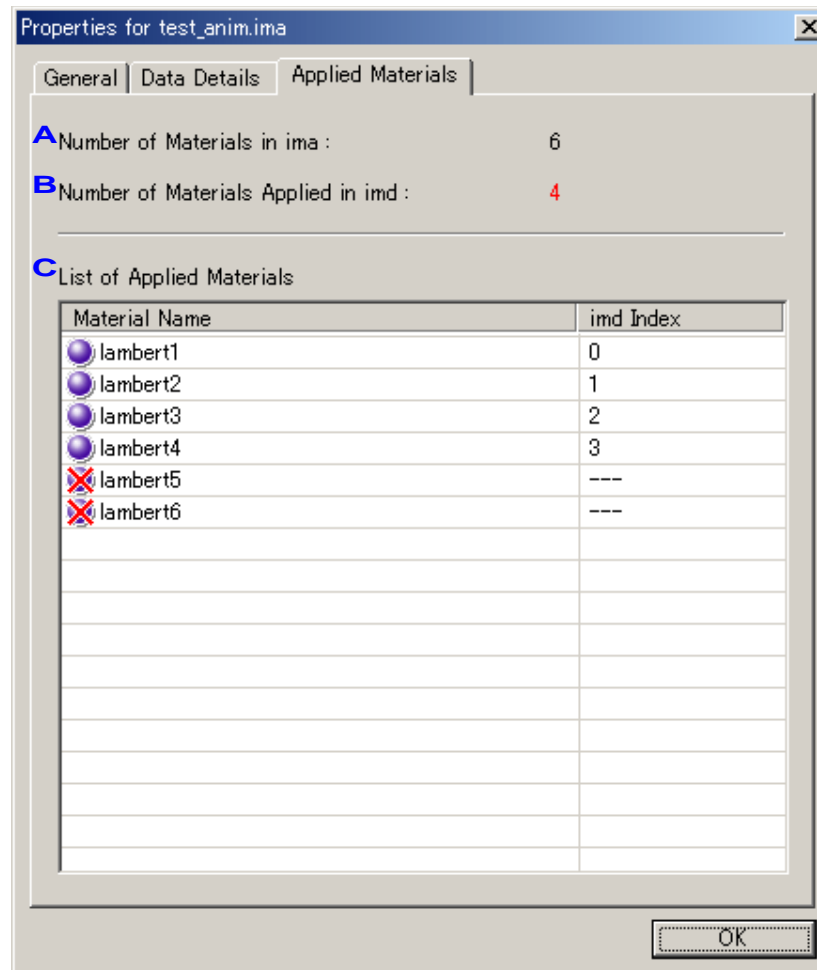 Properties for test_anim.ima
General Data Details Applied Materials
A Number of Materials in ima : 6
B Number of Materials Applied in imd : 4
C List of Applied Materials
Material Name imd Index
lambert1 0
lambert2 1
lambert3 2
lambert4 3
lambert5 ---
lambert6 ---
OK